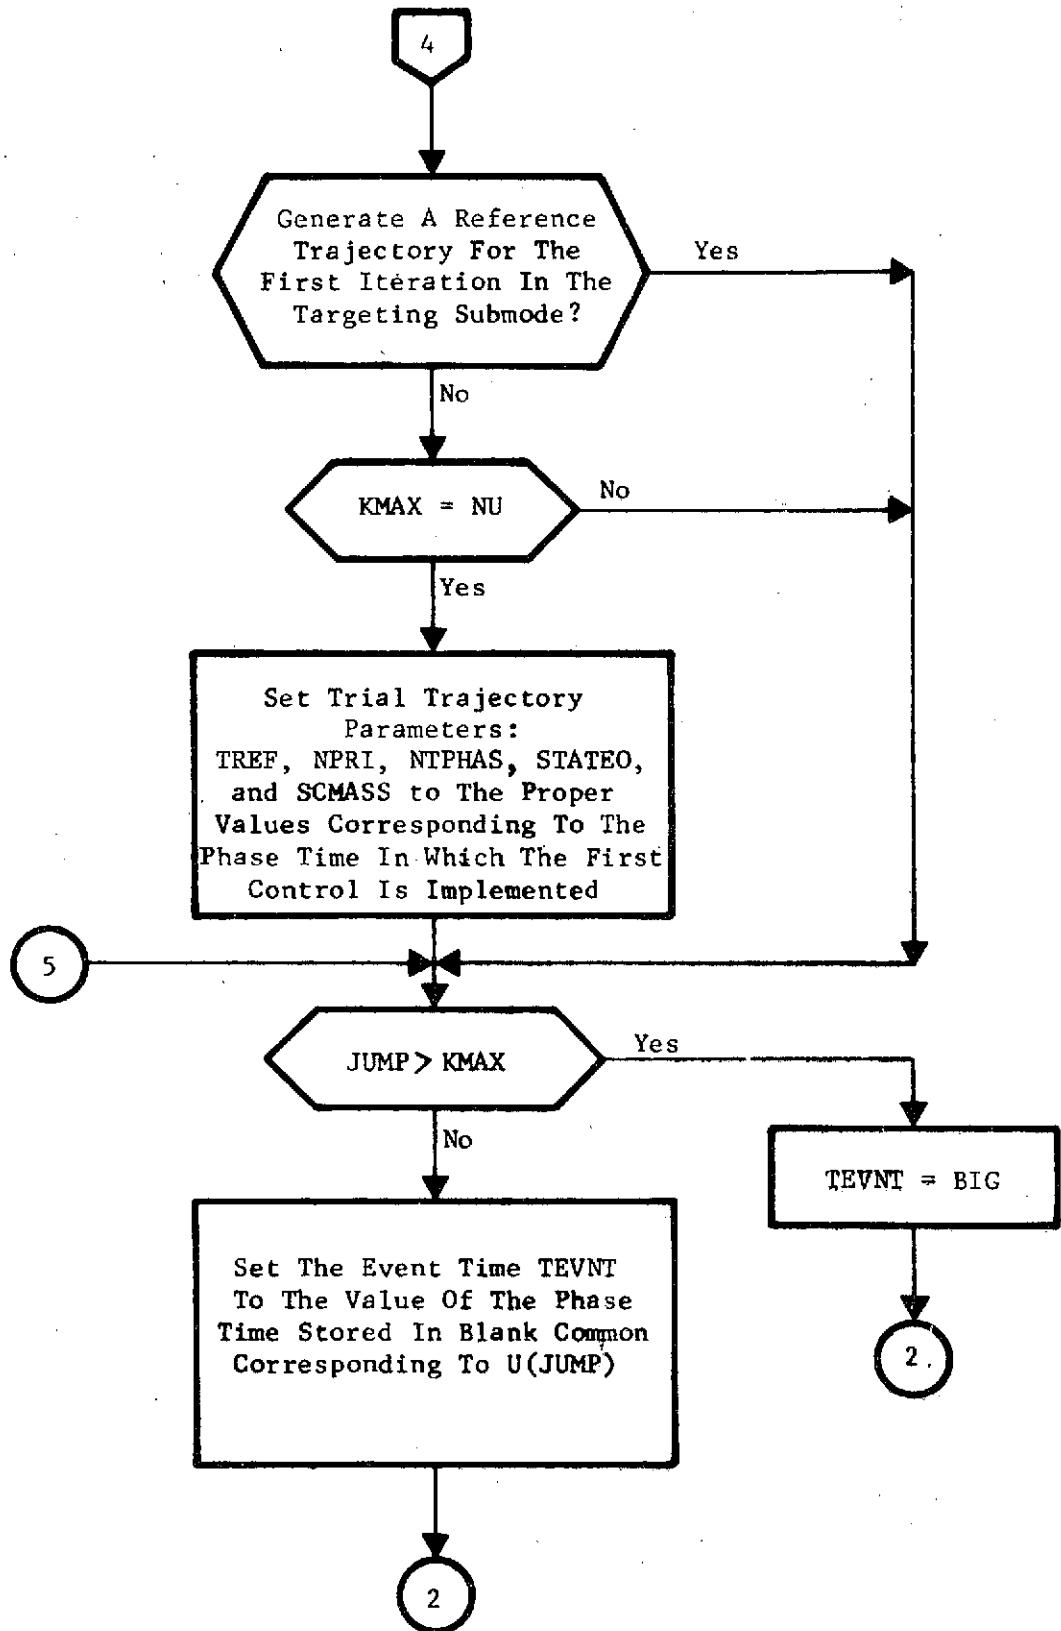 4
Generate A Reference
Trajectory For The
First Iteration In The
Targeting Submode?
Yes
No
KMAX = NU
No
Yes
Set Trial Trajectory
Parameters:
TREF, NPRI, NTPHAS, STATEO,
and SCMASS to The Proper
Values Corresponding To The
Phase Time In Which The First
Control Is Implemented
5
JUMP > KMAX
Yes
No
TEVNT = BIG
Set The Event Time TEVNT
To The Value Of The Phase
Time Stored In Blank Common
Corresponding To U(JUMP)
2
2